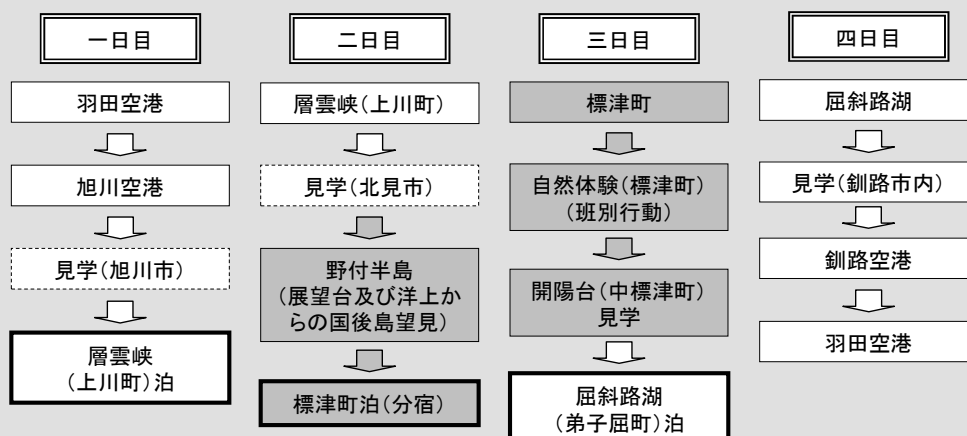 一日目
羽田空港
旭川空港
見学(旭川市)
層雲峡
(上川町)泊
二日目
層雲峡(上川町)
見学(北見市)
野付半島
(展望台及び洋上か
らの国後島望見)
標津町泊(分宿)
三日目
標津町
自然体験(標津町)
(班別行動)
開陽台(中標津町)
見学
屈斜路湖
(弟子屈町)泊
四日目
屈斜路湖
見学(釧路市内)
釧路空港
羽田空港